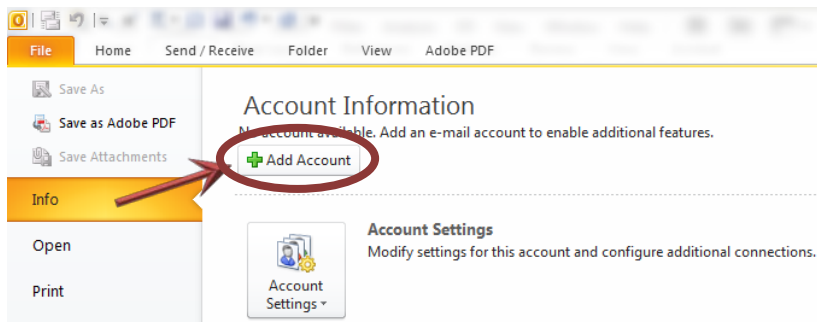 File Home Send / Receive Folder View Adobe PDF
Save As
Save as Adobe PDF
Save Attachments
Info
Open
Print
Account Information
No account available. Add an e-mail account to enable additional features.
Add Account
Account Settings
Modify settings for this account and configure additional connections.
Account
Settings